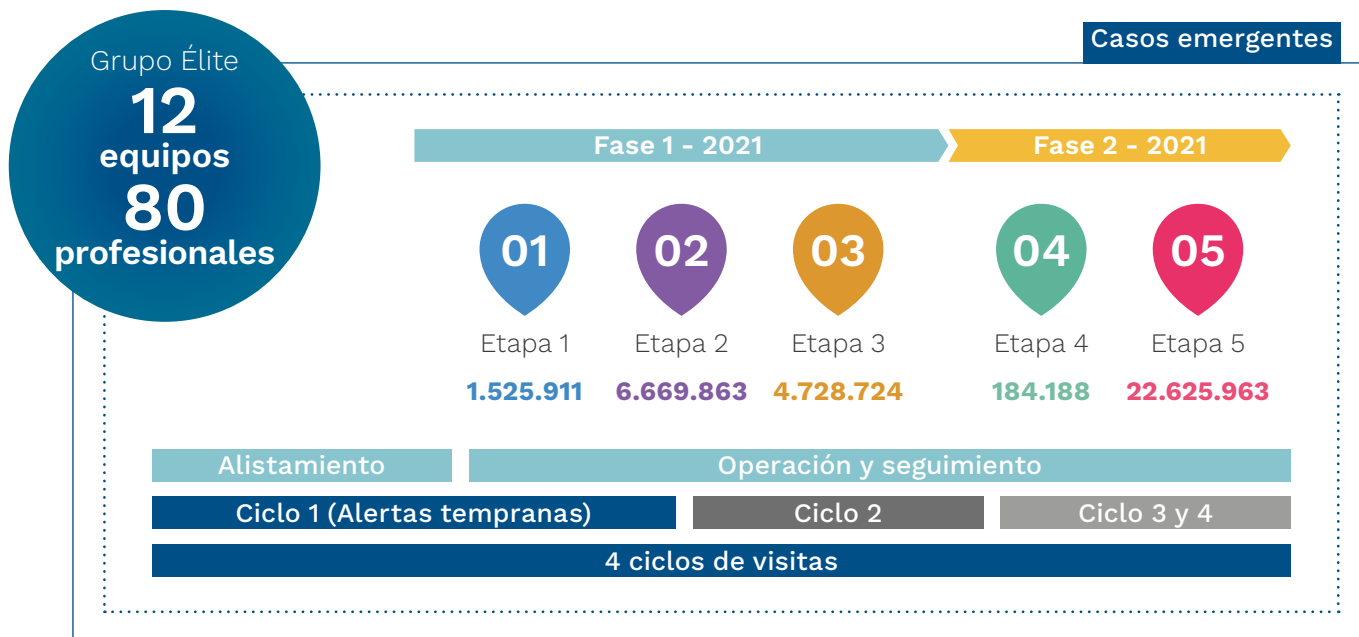 Grupo Élite
12
equipos
80
profesionales
Casos emergentes
Fase 1 - 2021
Fase 2 - 2021
01
02
03
04
05
Etapa 1
Etapa 2
Etapa 3
Etapa 4
Etapa 5
1.525.911
6.669.863
4.728.724
184.188
22.625.963
Alistamiento
Operación y seguimiento
Ciclo 1 (Alertas tempranas)
Ciclo 2
Ciclo 3 y 4
4 ciclos de visitas